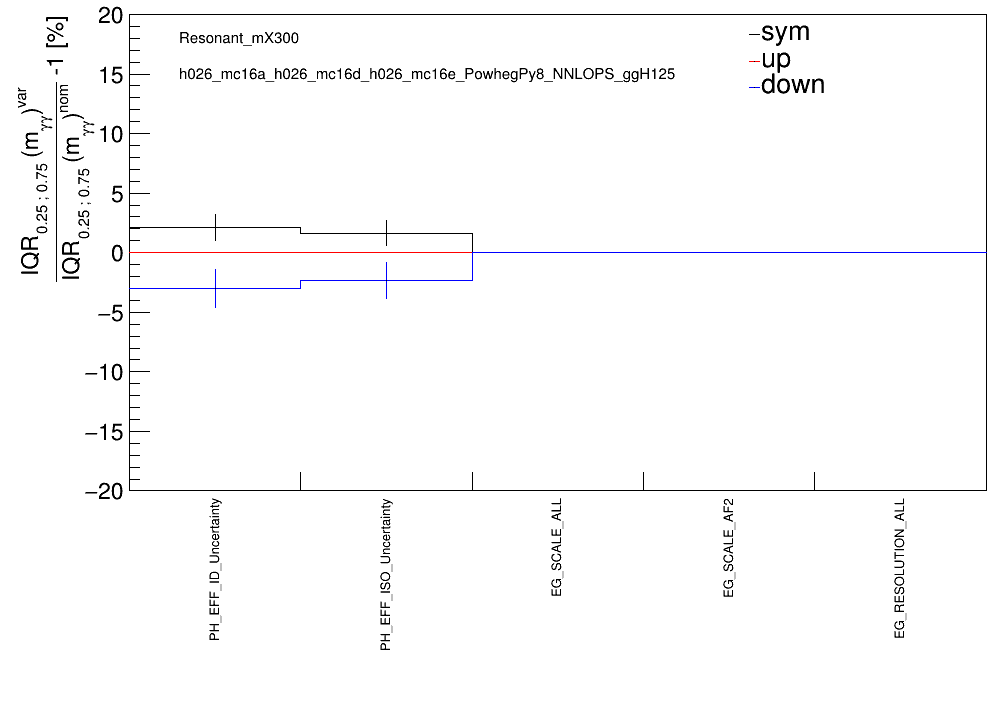 IQR0.25 ; 0.75 (mγγ)var
IQR0.25 ; 0.75 (mγγ)nom -1 [%]
Resonant_mX300
h026_mc16a_h026_mc16d_h026_mc16e_PowhegPy8_NNLOPS_ggH125
sym
up
down
20
15
10
5
0
−5
−10
−15
−20
PH_EFF_ID_Uncertainty
PH_EFF_ISO_Uncertainty
EG_SCALE_ALL
EG_SCALE_AF2
EG_RESOLUTION_ALL